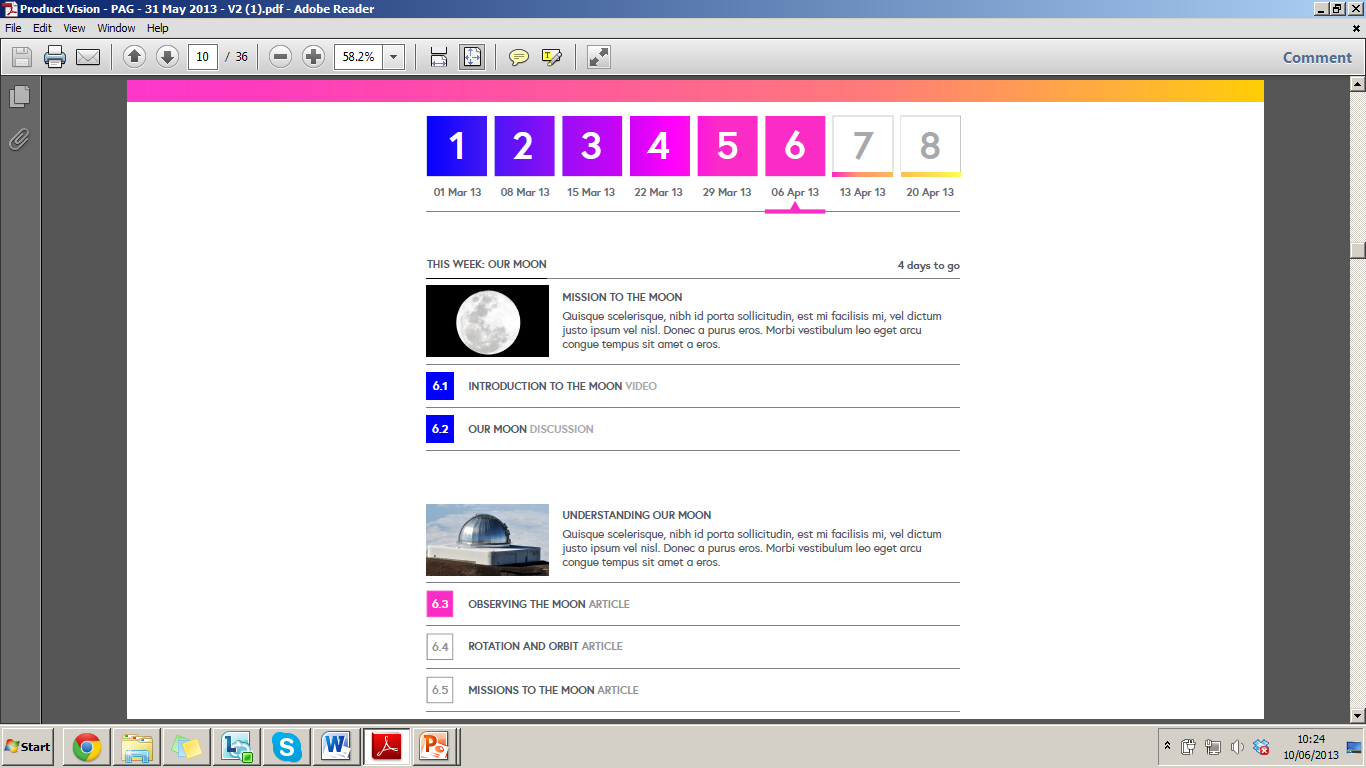 Product Vision - PAG - 31 May 2013 - V2 (1).pdf - Adobe Reader
File Edit View Window Help
10 / 36 58.2% Comment
1 2 3 4 5 6 7 8
01 Mar 13 08 Mar 13 15 Mar 13 22 Mar 13 29 Mar 13 06 Apr 13 13 Apr 13 20 Apr 13
THIS WEEK: OUR MOON 4 days to go
MISSION TO THE MOON
Quisque scelerisque, nibh id porta sollicitudin, est mi facilisis mi, vel dictum
justo ipsum vel nisl. Donec a purus eros. Morbi vestibulum leo eget arcu
congue tempus sit amet a eros.
6.1 INTRODUCTION TO THE MOON VIDEO
6.2 OUR MOON DISCUSSION
UNDERSTANDING OUR MOON
Quisque scelerisque, nibh id porta sollicitudin, est mi facilisis mi, vel dictum
justo ipsum vel nisl. Donec a purus eros. Morbi vestibulum leo eget arcu
congue tempus sit amet a eros.
6.3 OBSERVING THE MOON ARTICLE
6.4 ROTATION AND ORBIT ARTICLE
6.5 MISSIONS TO THE MOON ARTICLE
Start 10:24
10/06/2013